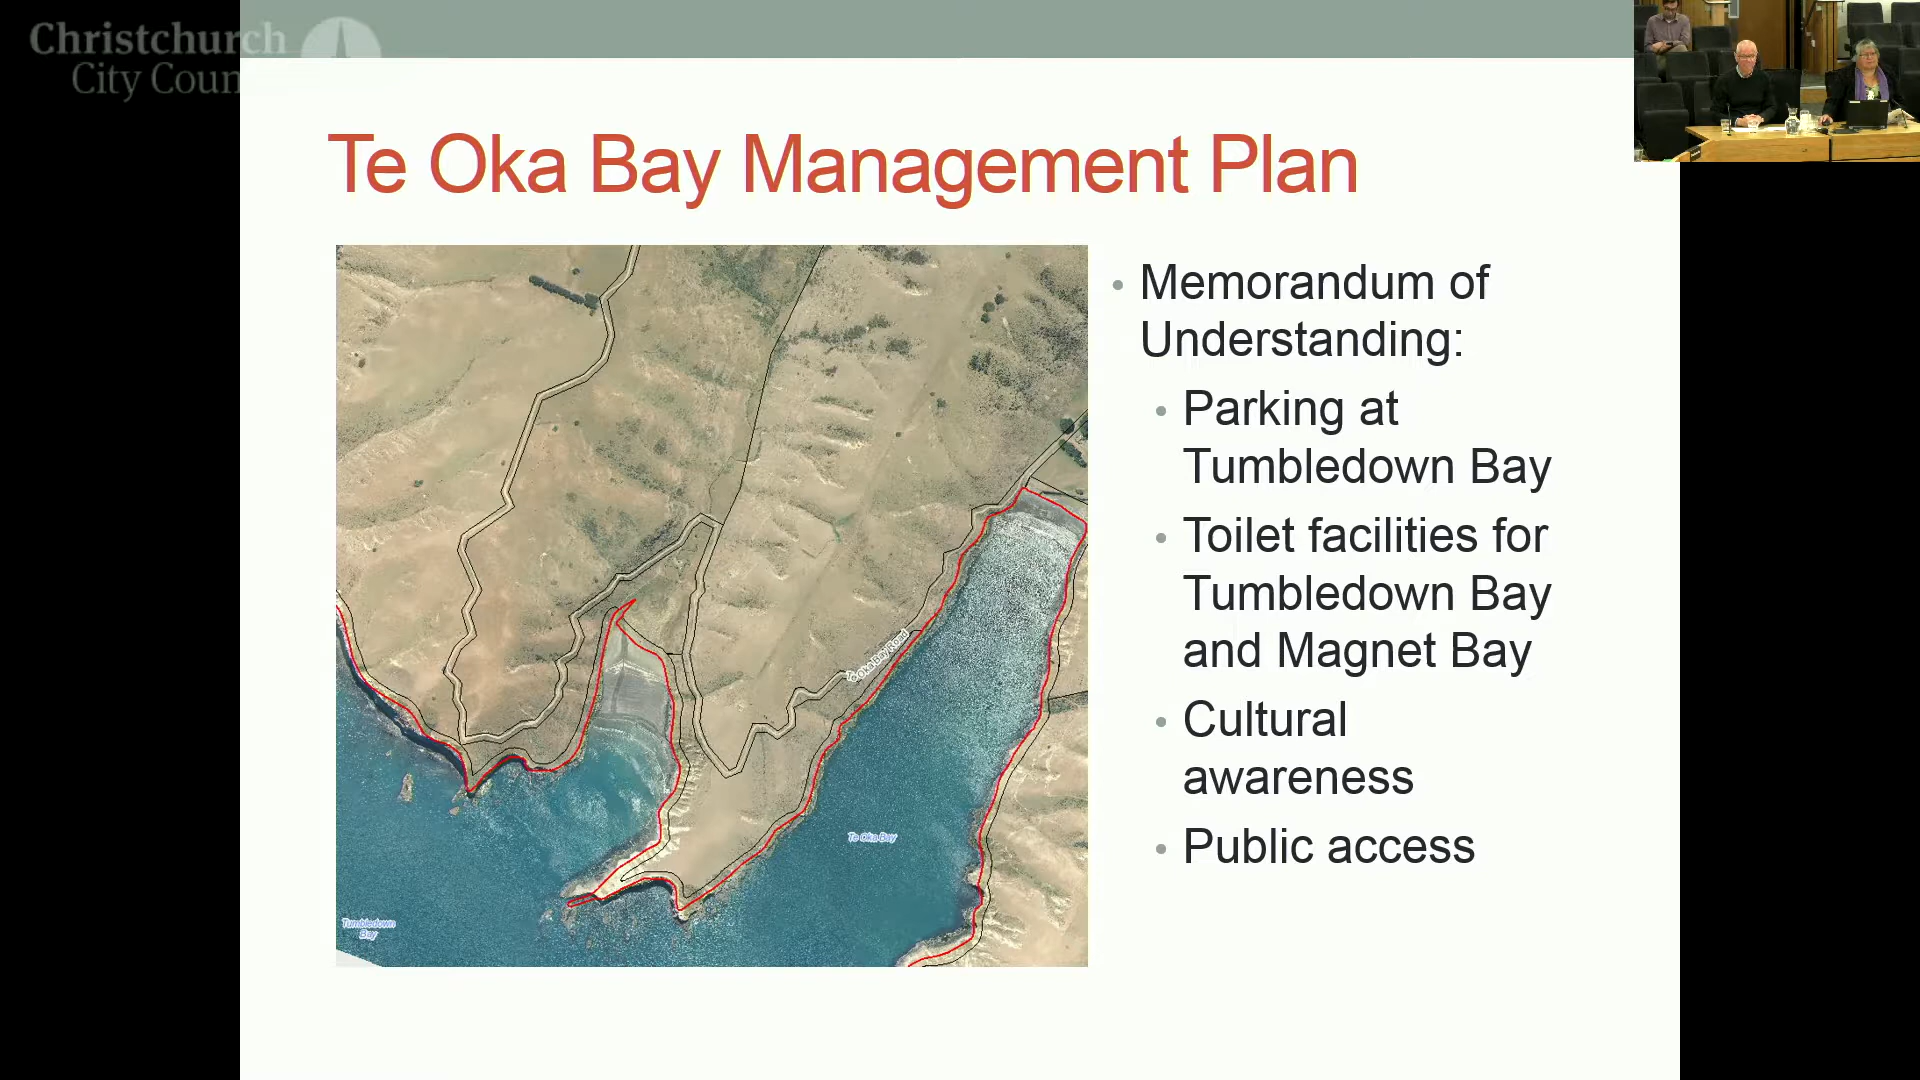 Christchurch
City Coun
Te Oka Bay Management Plan
Memorandum of
Understanding:
Parking at
Tumbledown Bay
Toilet facilities for
Tumbledown Bay
and Magnet Bay
Cultural
awareness
Public access
Te Oka Bay Road
Te Oka Bay
Tumbledown
Bay